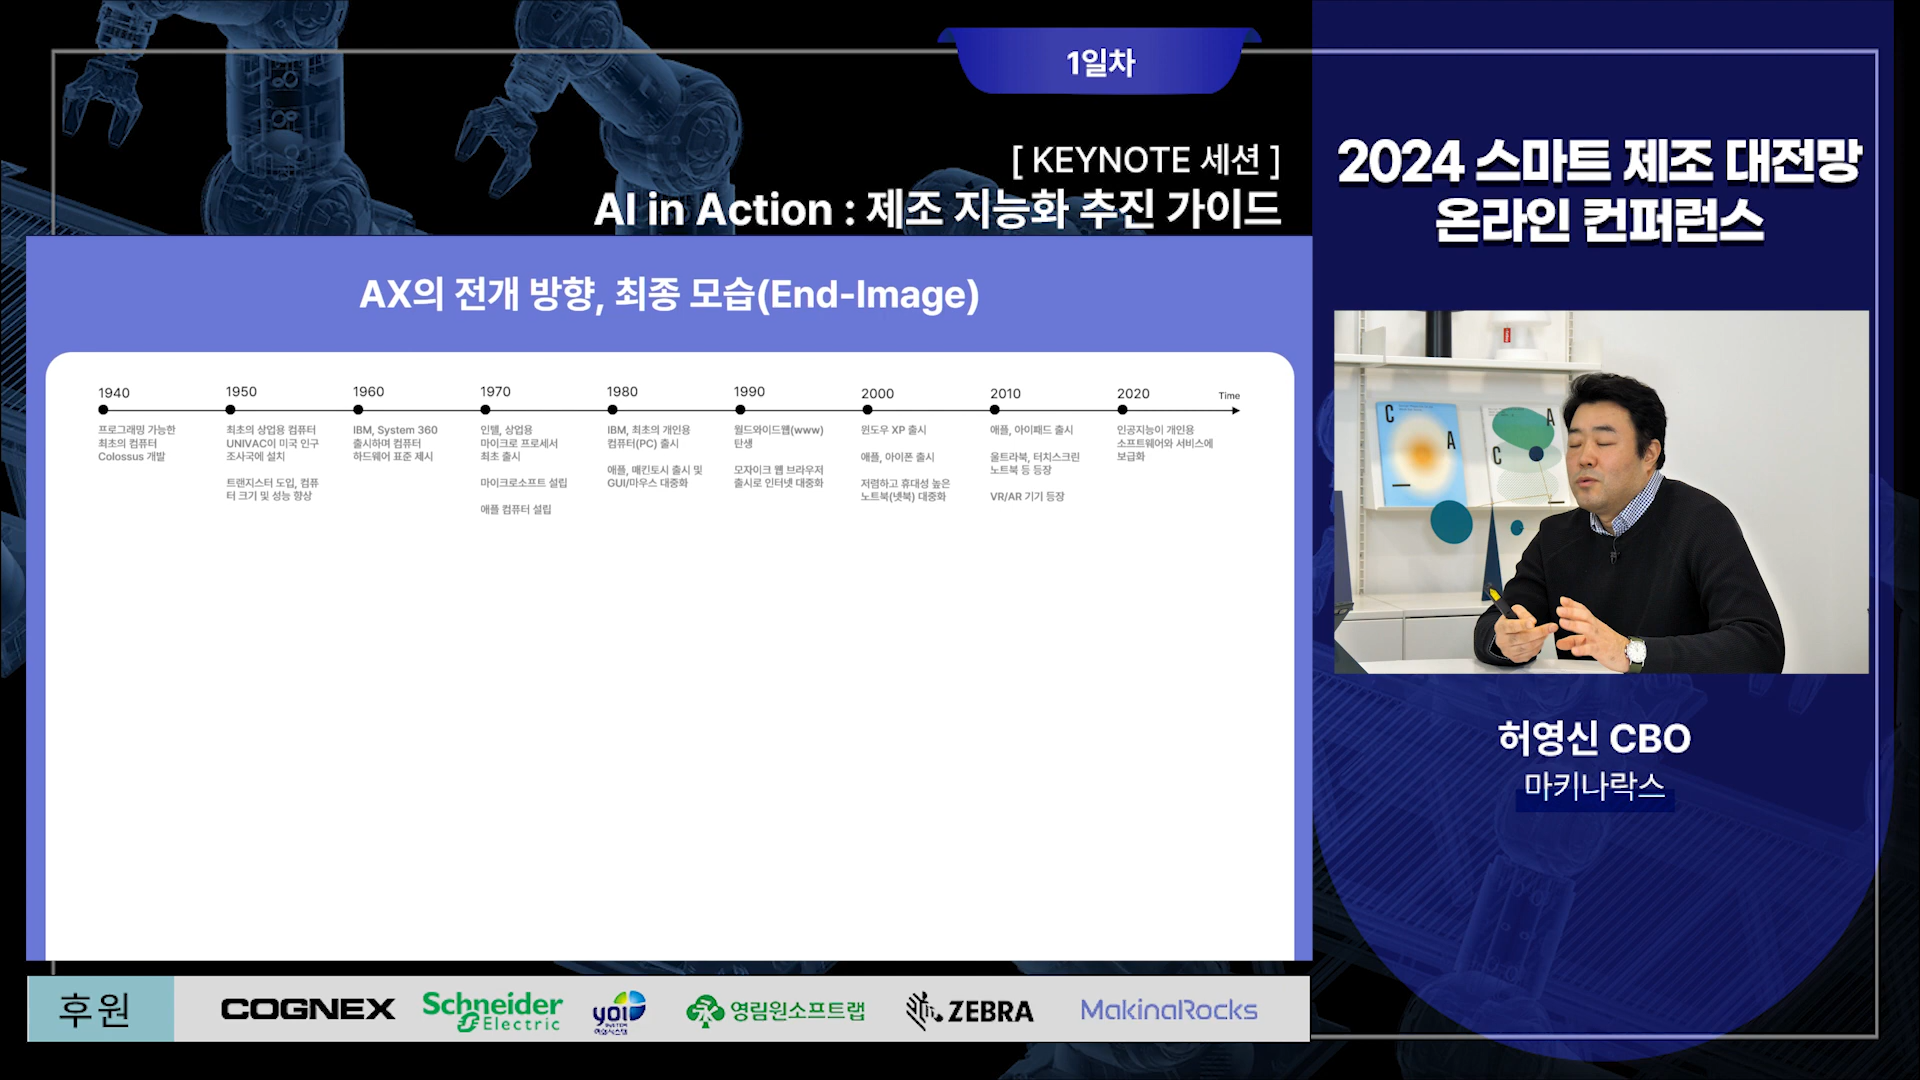 1일차
[ KEYNOTE 세션 ]
AI in Action : 제조 지능화 추진 가이드
2024 스마트 제조 대전망
온라인 컨퍼런스
AX의 전개 방향, 최종 모습(End-Image)
1940
프로그래밍 가능한
최초의 컴퓨터
Colossus 개발
1950
최초의 상업용 컴퓨터
UNIVAC이 미국 인구
조사국에 설치
트랜지스터 도입, 컴퓨
터 크기 및 성능 향상
1960
IBM, System 360
출시하며 컴퓨터
하드웨어 표준 제시
1970
인텔, 상업용
마이크로 프로세서
최초 출시
마이크로소프트 설립
애플 컴퓨터 설립
1980
IBM, 최초의 개인용
컴퓨터(PC) 출시
애플, 매킨토시 출시 및
GUI/마우스 대중화
1990
월드와이드웹(www)
탄생
모자이크 웹 브라우저
출시로 인터넷 대중화
2000
윈도우 XP 출시
애플, 아이폰 출시
저렴하고 휴대성 높은
노트북(넷북) 대중화
2010
애플, 아이패드 출시
울트라북, 터치스크린
노트북 등 등장
VR/AR 기기 등장
2020
인공지능이 개인용
소프트웨어와 서비스에
보급화
Time
C
A
A
C
허영신 CBO
마키나락스
후원
COGNEX
Schneider
Electric
yoi
SYSTEM
여의시스템
영림원소프트랩
ZEBRA
MakinaRocks